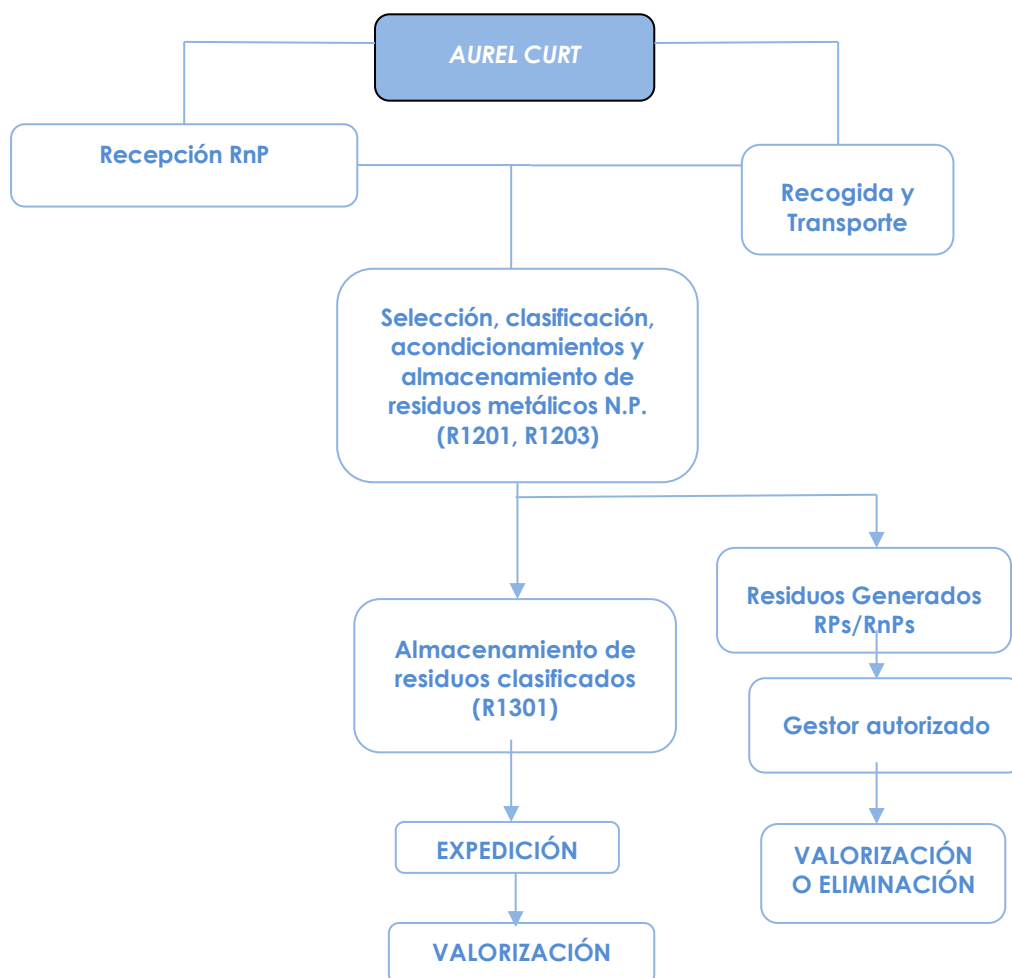 AUREL CURT
Recepción RnP
Recogida y
Transporte
Selección, clasificación,
acondicionamientos y
almacenamiento de
residuos metálicos N.P.
(R1201, R1203)
Residuos Generados
RPs/RnPs
Almacenamiento de
residuos clasificados
(R1301)
Gestor autorizado
EXPEDICIÓN
VALORIZACIÓN
O ELIMINACIÓN
VALORIZACIÓN